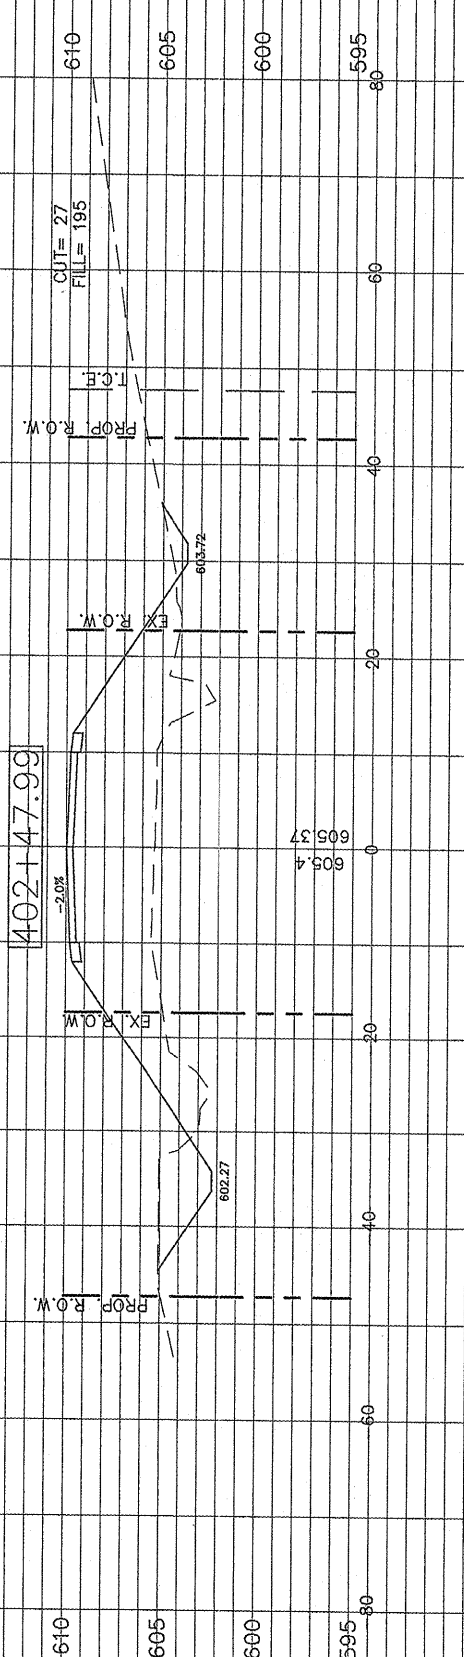 610 605 600 595
80
CUT= 27
FILL= 195
60
T.C.E.
PROP. R.O.W.
40
603.72
EX. R.O.W.
20
402+47.99
-2.0%
605.37
605.4
0
EX. R.O.W.
20
602.27
40
PROP. R.O.W.
60
80
610 605 600 595